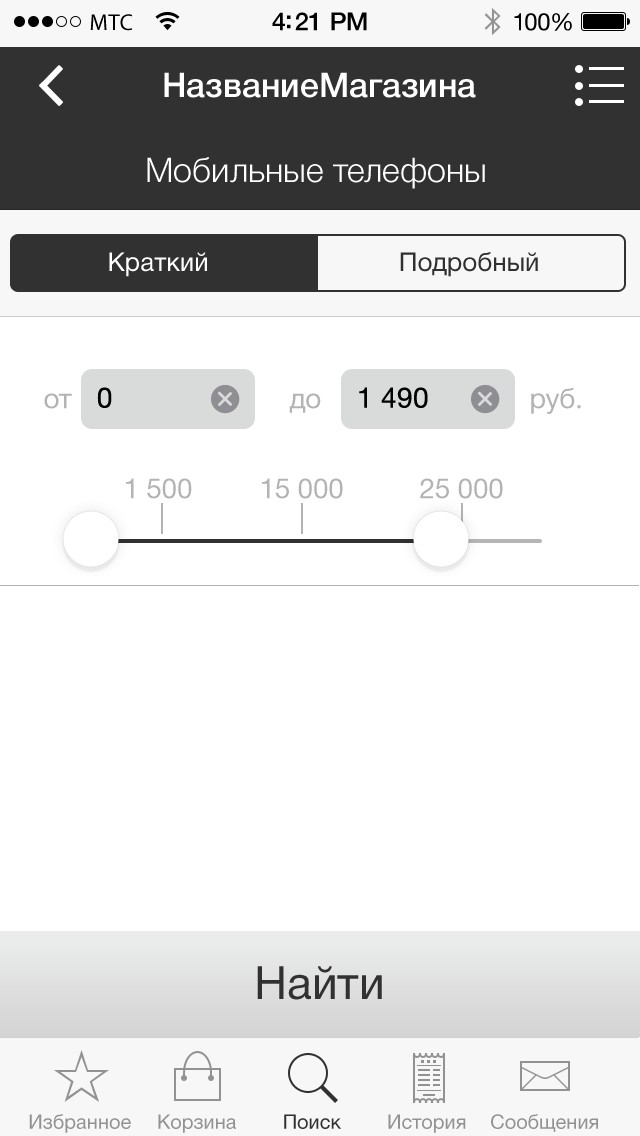 МТС 4:21 PM 100%
НазваниеМагазина
Мобильные телефоны
Краткий Подробный
от 0 до 1 490 руб.
1 500 15 000 25 000
Найти
Избранное Корзина Поиск История Сообщения